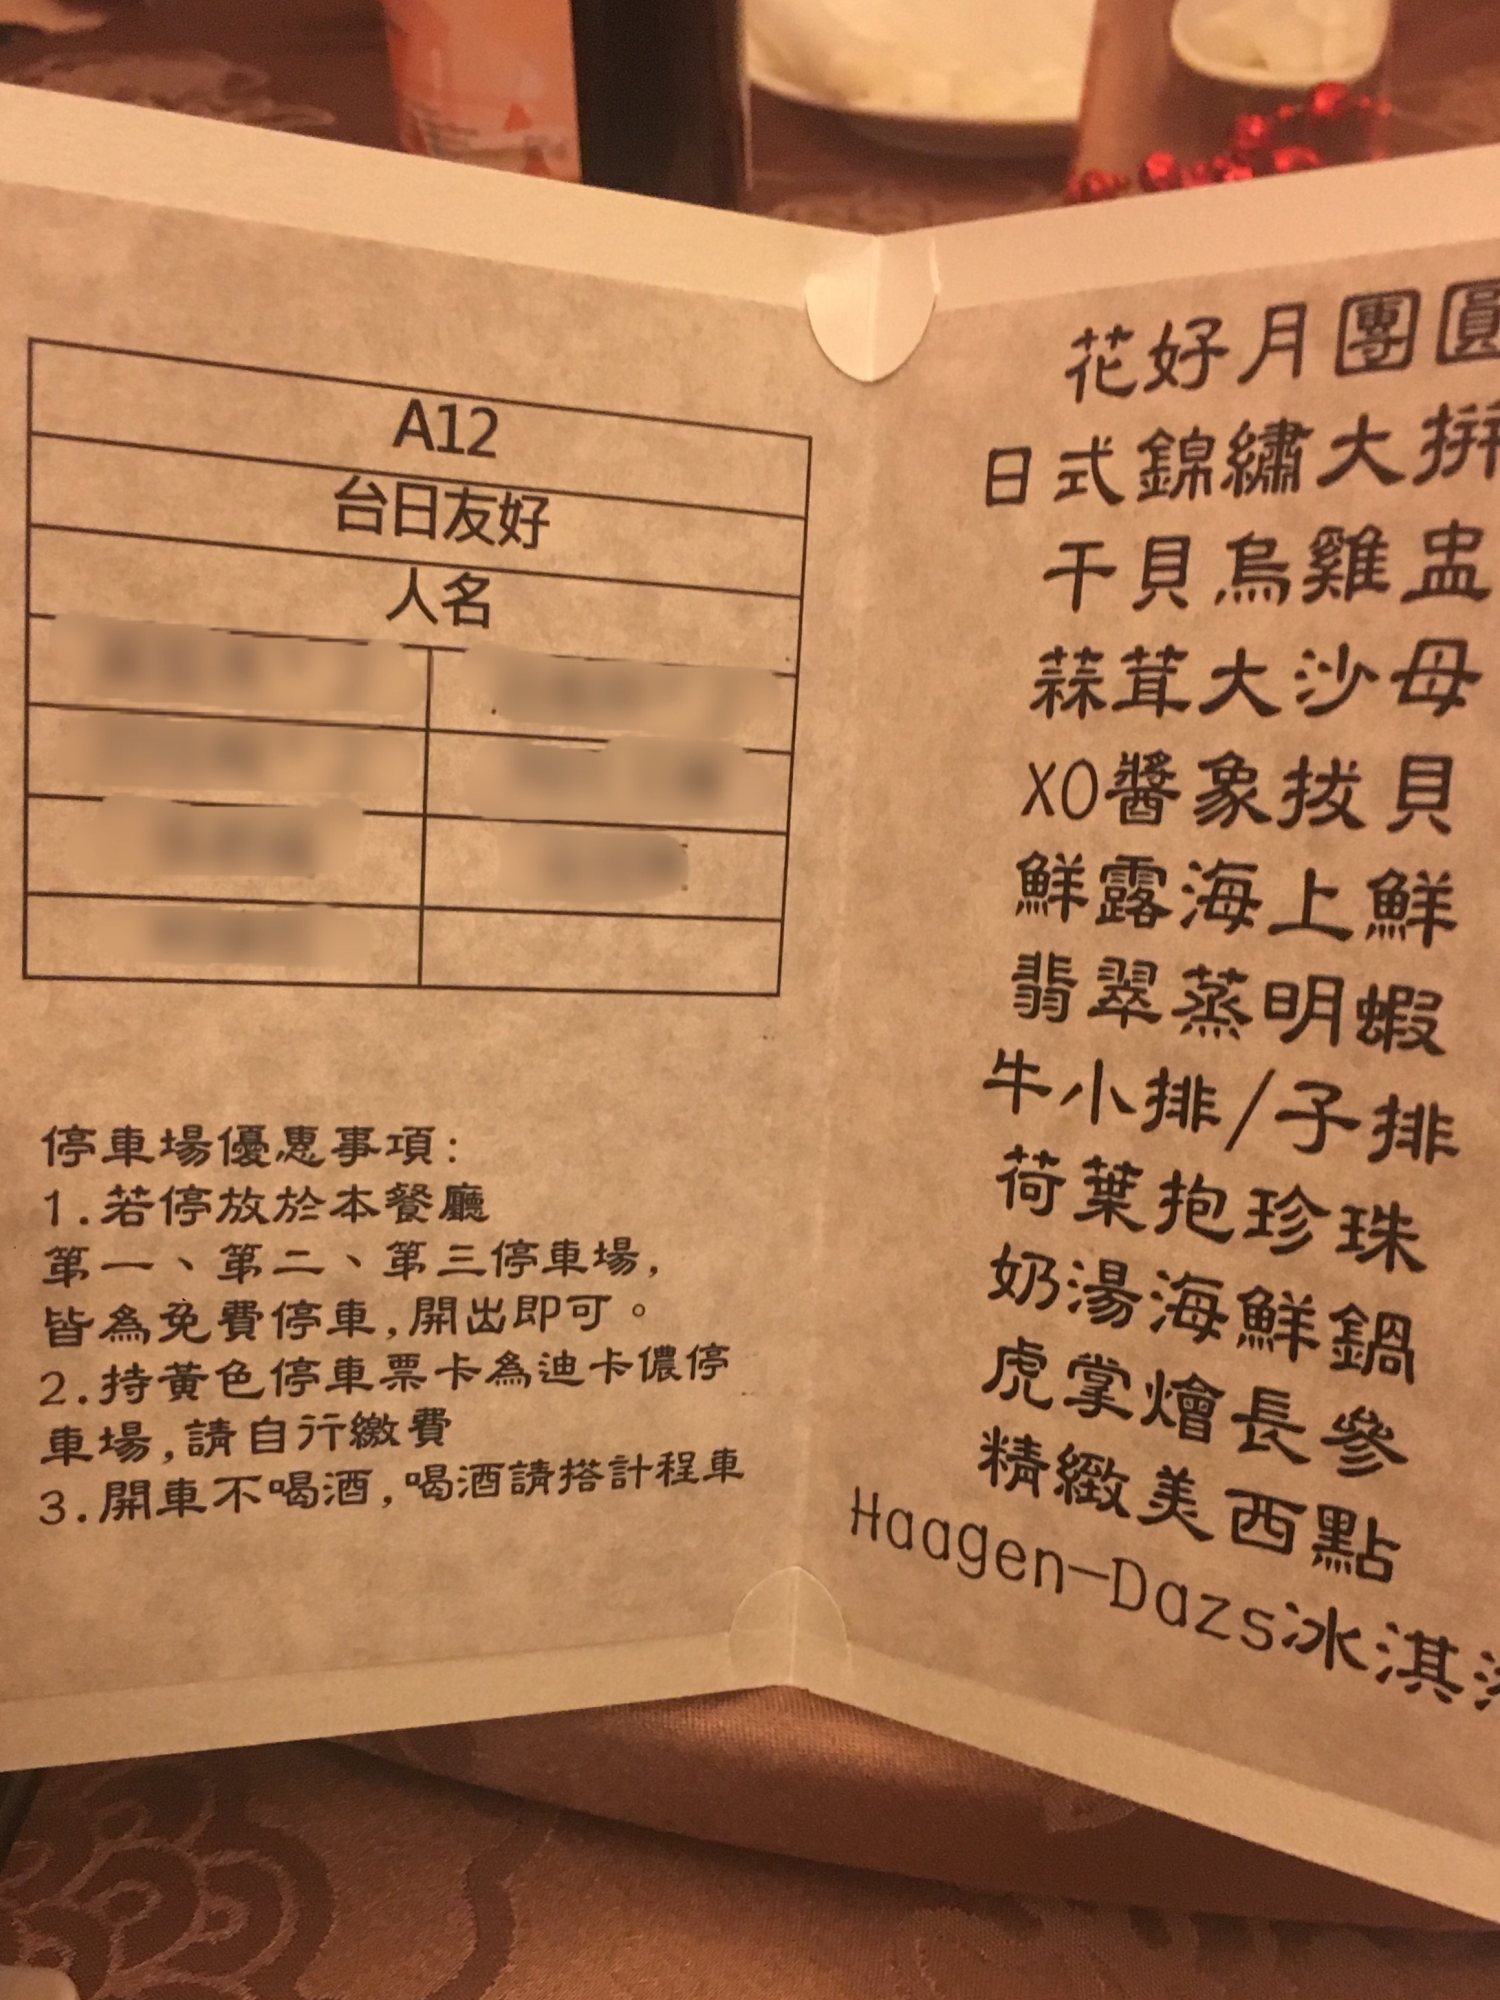 A12
台日友好
人名
停車場優惠事項:
1.若停放於本餐廳
第一、第二、第三停車場,
皆為免費停車,開出即可。
2.持黃色停車票卡為迪卡儂停
車場,請自行繳費
3.開車不喝酒,喝酒請搭計程車
花好月團圓
日式錦繡大拼
干貝烏雞盅
蒜茸大沙母
XO醬象拔貝
鮮露海上鮮
翡翠蒸明蝦
牛小排/子排
荷葉抱珍珠
奶湯海鮮鍋
虎掌燴長參
精緻美西點
Haagen-Dazs冰淇